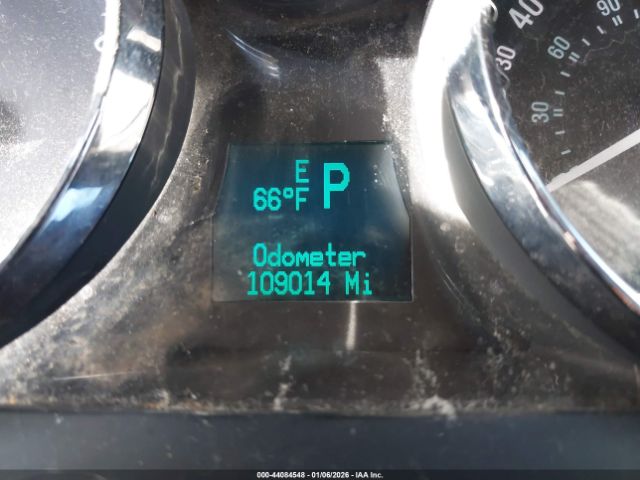 30 40
30 60 90
E
66°F P
Odometer
109014 Mi
000-44084548 | 01/06/2026 - IAA Inc.